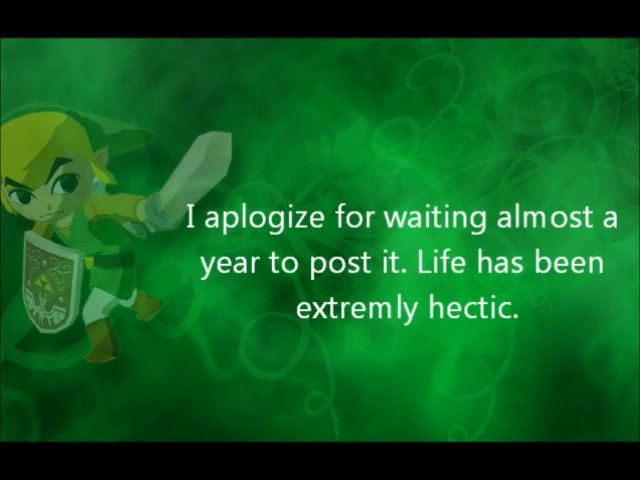 I aplogize for waiting almost a
year to post it. Life has been
extremly hectic.